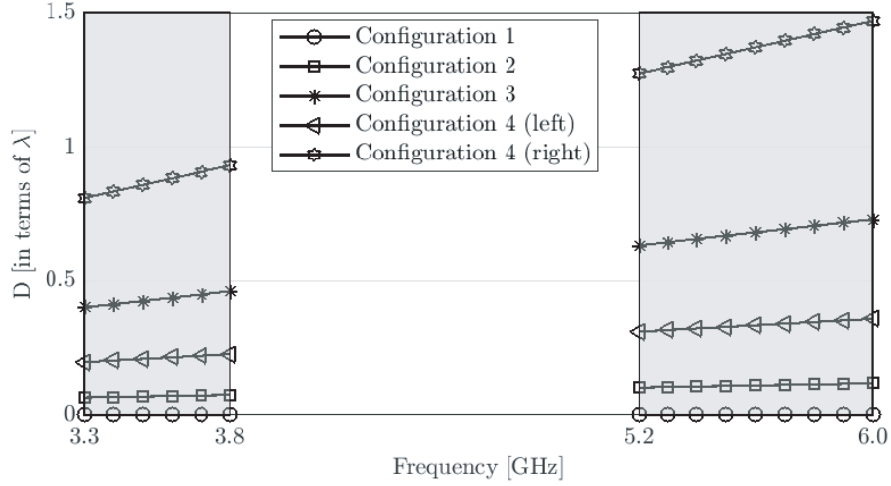 1.5
1
0.5
0
D [in terms of λ]
Configuration 1
Configuration 2
Configuration 3
Configuration 4 (left)
Configuration 4 (right)
3.3 3.8 5.2 6.0
Frequency [GHz]